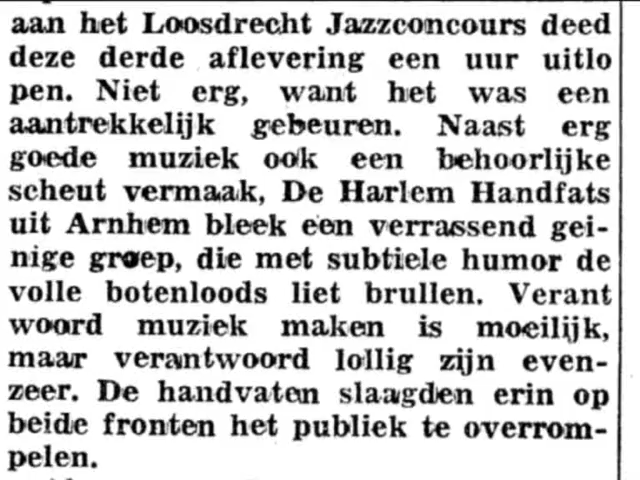 aan het Loosdrecht Jazzconcours deed
deze derde aflevering een uur uitlo
pen. Niet erg, want het was een
aantrekkelijk gebeuren. Naast erg
goede muziek ook een behoorlijke
scheut vermaak, De Harlem Handfats
uit Arnhem bleek een verrassend gei-
nige groep, die met subtiele humor de
volle botenloods liet brullen. Verant
woord muziek maken is moeilijk,
maar verantwoord lollig zijn even-
zeer. De handvaten slaagden erin op
beide fronten het publiek te overrom-
pelen.